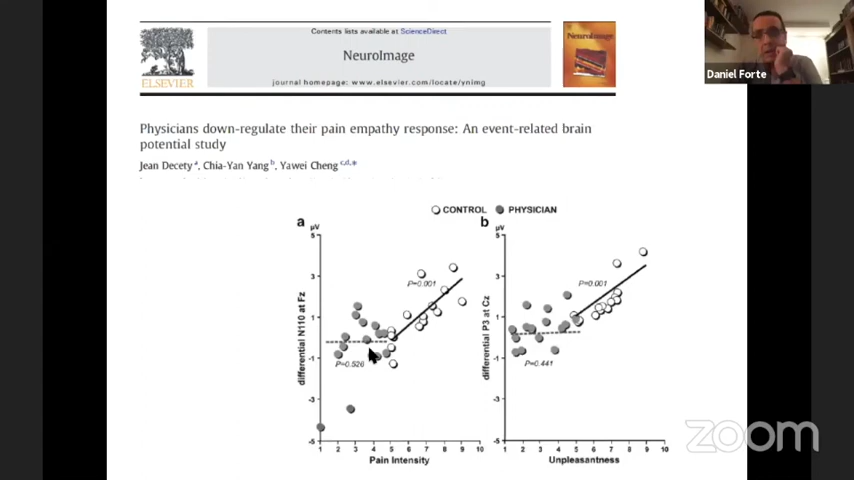 Contents lists available at ScienceDirect
NeuroImage
journal homepage: www.elsevier.com/locate/ynimg
ELSEVIER
NeuroImage
Daniel Forte
Physicians down-regulate their pain empathy response: An event-related brain
potential study
Jean Decety a, Chia-Yan Yang b, Yawei Cheng c,d,*
CONTROL PHYSICIAN
a
μV
5
3
1
-1
-3
-5
differential N110 at Fz
P=0.001
P=0.526
1 2 3 4 5 6 7 8 9 10
Pain Intensity
b
μV
5
3
1
-1
-3
-5
differential P3 at Cz
P=0.001
P=0.441
1 2 3 4 5 6 7 8 9 10
Unpleasantness
zoom